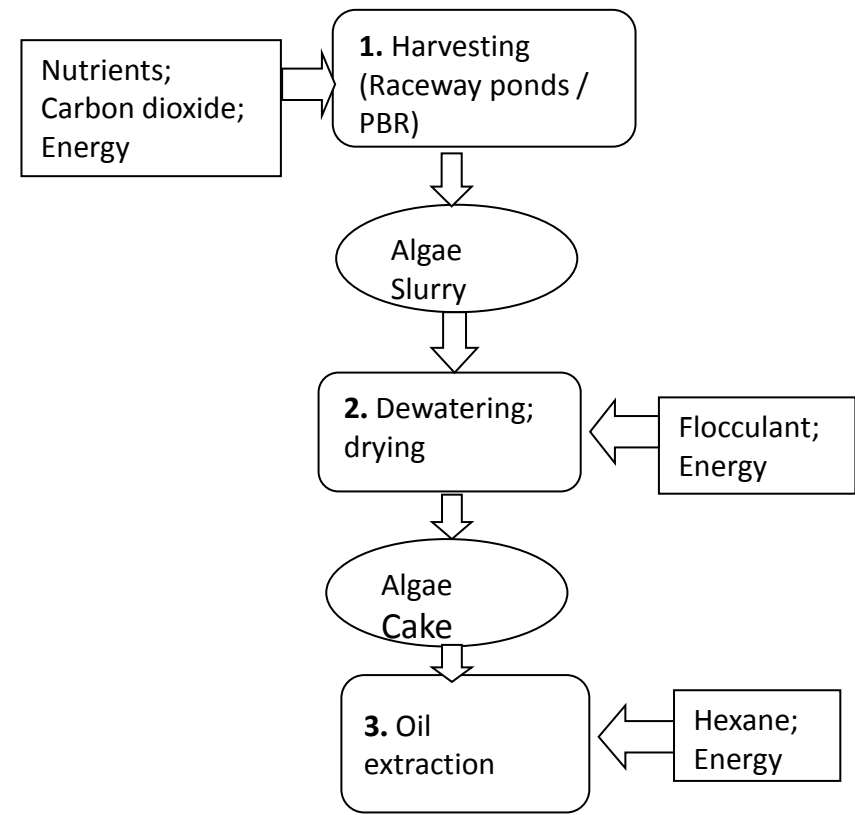 Nutrients;
Carbon dioxide;
Energy
1. Harvesting
(Raceway ponds /
PBR)
Algae
Slurry
2. Dewatering;
drying
Flocculant;
Energy
Algae
Cake
3. Oil
extraction
Hexane;
Energy